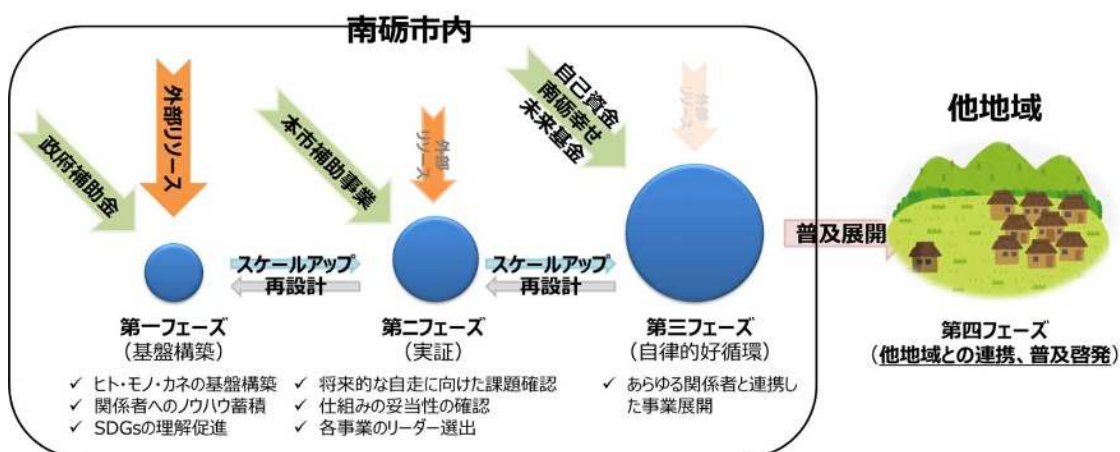 南砺市内
政府補助金
外部リソース
本市補助事業
外部
リソース
自己資金
南砺幸せ
未来基金
外部
リソース
他地域
スケールアップ
再設計
スケールアップ
再設計
普及展開
第一フェーズ
（基盤構築）
✓ ヒト・モノ・カネの基盤構築
✓ 関係者へのノウハウ蓄積
✓ SDGsの理解促進
第二フェーズ
（実証）
✓ 将来的な自走に向けた課題確認
✓ 仕組みの妥当性の確認
✓ 各事業のリーダー選出
第三フェーズ
（自律的好循環）
✓ あらゆる関係者と連携し
た事業展開
第四フェーズ
（他地域との連携、普及啓発）